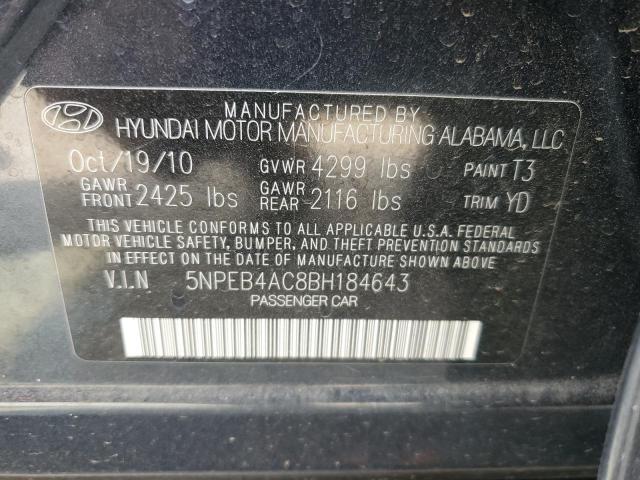 MANUFACTURED BY
HYUNDAI MOTOR MANUFACTURING ALABAMA, LLC
Oct/19/10 GVWR 4299 lbs PAINT T3
GAWR FRONT 2425 lbs GAWR REAR 2116 lbs TRIM YD
THIS VEHICLE CONFORMS TO ALL APPLICABLE U.S.A. FEDERAL
MOTOR VEHICLE SAFETY, BUMPER, AND THEFT PREVENTION STANDARDS
IN EFFECT ON THE DATE OF MANUFACTURE SHOWN ABOVE
V.I.N 5NPEB4AC8BH184643
PASSENGER CAR